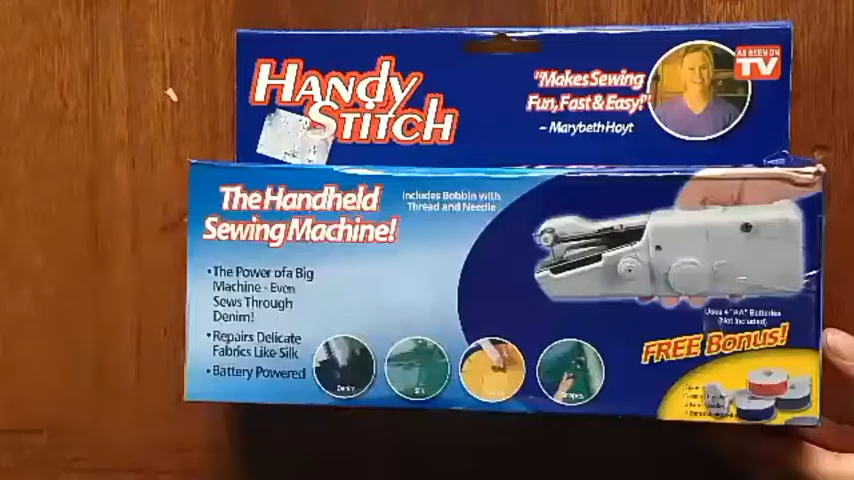 HANDY
STITCH
"Makes Sewing
Fun, Fast & Easy!"
– Marybeth Hoyt
AS SEEN ON
TV
The Handheld
Sewing Machine!
Includes Bobbin with
Thread and Needle
• The Power of a Big
Machine - Even
Sews Through
Denim!
• Repairs Delicate
Fabrics Like Silk
• Battery Powered
Denim
Silk
Drapes
Uses 4 "AA" Batteries
(Not Included)
FREE BONUS!